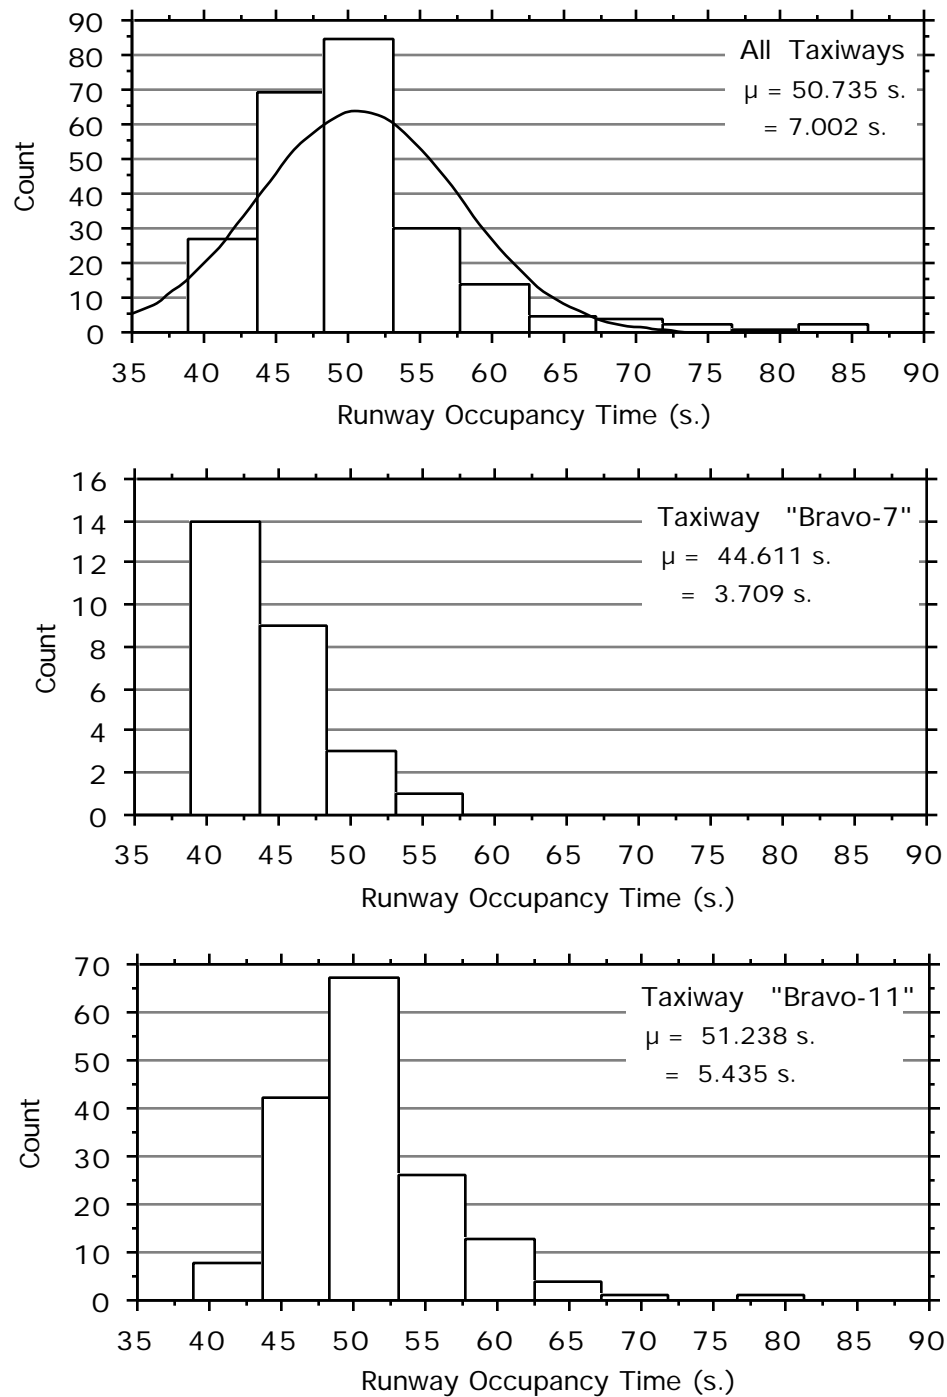 90
80
70
60
50
40
30
20
10
0
Count
All Taxiways
µ = 50.735 s.
= 7.002 s.
35 40 45 50 55 60 65 70 75 80 85 90
Runway Occupancy Time (s.)
16
14
12
10
8
6
4
2
0
Count
Taxiway "Bravo-7"
µ = 44.611 s.
= 3.709 s.
35 40 45 50 55 60 65 70 75 80 85 90
Runway Occupancy Time (s.)
70
60
50
40
30
20
10
0
Count
Taxiway "Bravo-11"
µ = 51.238 s.
= 5.435 s.
35 40 45 50 55 60 65 70 75 80 85 90
Runway Occupancy Time (s.)